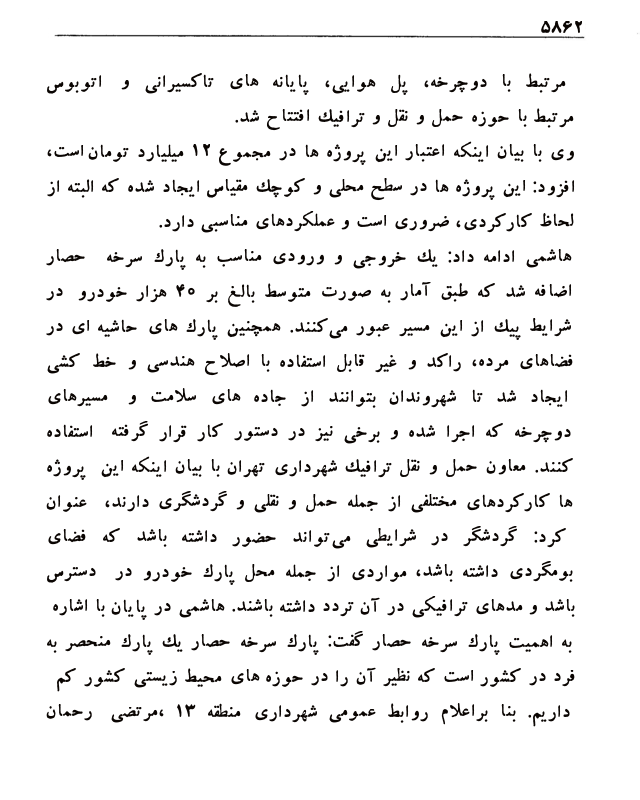 ۵۸۶۲
مرتبط با دوچرخه، پل هوایی، پایانه های تاکسیرانی و اتوبوس
مرتبط با حوزه حمل و نقل و ترافیك افتتاح شد.
وی با بیان اینکه اعتبار این پروژه ها در مجموع ۱۲ میلیارد تومان است،
افزود: این پروژه ها در سطح محلی و کوچك مقیاس ایجاد شده که البته از
لحاظ کارکردی، ضروری است و عملکردهای مناسبی دارد.
هاشمی ادامه داد: یك خروجی و ورودی مناسب به پارك سرخه حصار
اضافه شد که طبق آمار به صورت متوسط بالغ بر ۴۰ هزار خودرو در
شرایط پیك از این مسیر عبور می‌کنند. همچنین پارك های حاشیه ای در
فضاهای مرده، راکد و غیر قابل استفاده با اصلاح هندسی و خط کشی
ایجاد شد تا شهروندان بتوانند از جاده های سلامت و مسیرهای
دوچرخه که اجرا شده و برخی نیز در دستور کار قرار گرفته استفاده
کنند. معاون حمل و نقل ترافیك شهرداری تهران با بیان اینکه این پروژه
ها کارکردهای مختلفی از جمله حمل و نقلی و گردشگری دارند، عنوان
کرد: گردشگر در شرایطی می‌تواند حضور داشته باشد که فضای
بومگردی داشته باشد، مواردی از جمله محل پارك خودرو در دسترس
باشد و مدهای ترافیکی در آن تردد داشته باشند. هاشمی در پایان با اشاره
به اهمیت پارك سرخه حصار گفت: پارك سرخه حصار یك پارك منحصر به
فرد در کشور است که نظیر آن را در حوزه های محیط زیستی کشور کم
داریم. بنا براعلام روابط عمومی شهرداری منطقه ۱۳ ،مرتضی رحمان